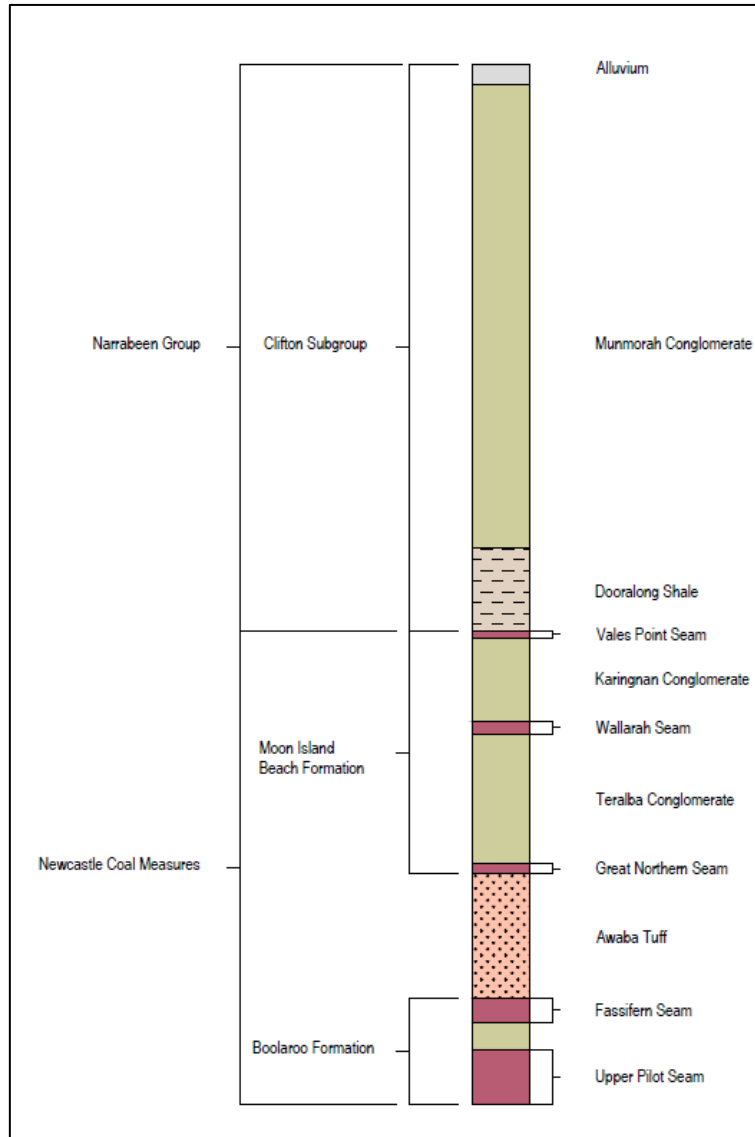 Alluvium
Narrabeen Group
Clifton Subgroup
Munmorah Conglomerate
Dooralong Shale
Vales Point Seam
Karingnan Conglomerate
Wallarah Seam
Moon Island
Beach Formation
Teralba Conglomerate
Newcastle Coal Measures
Great Northern Seam
Awaba Tuff
Fassifern Seam
Boolaroo Formation
Upper Pilot Seam